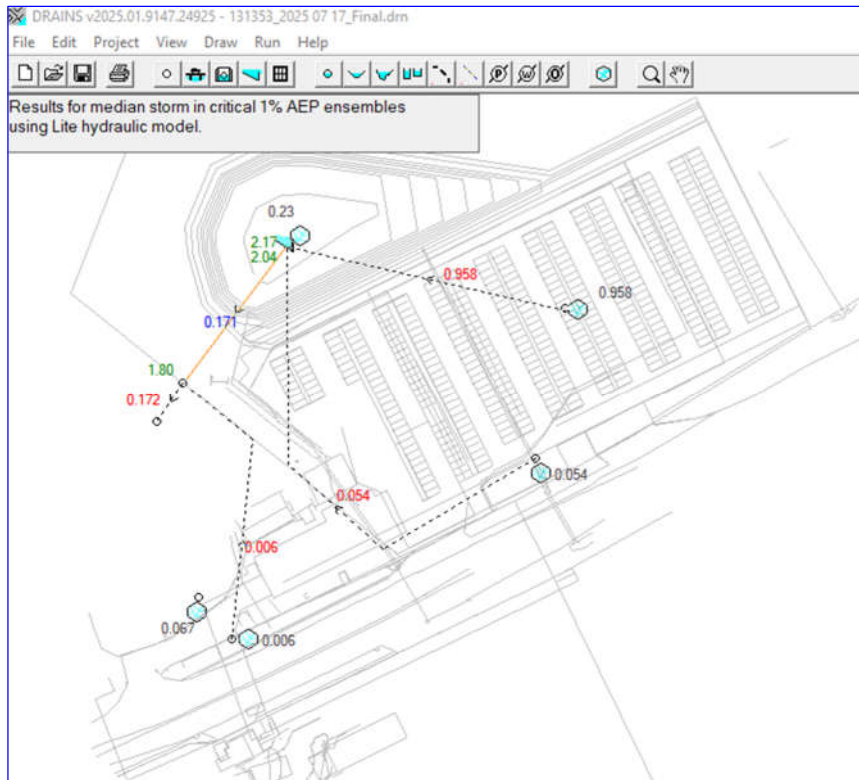 DRAINS v2025.01.9147.24925 - 131353_2025 07 17_Final.drn
File Edit Project View Draw Run Help
P W O
Results for median storm in critical 1% AEP ensembles
using Lite hydraulic model.
0.23
2.17
2.04
0.958
0.958
0.171
1.80
0.172
0.054
0.054
0.006
0.067
0.006